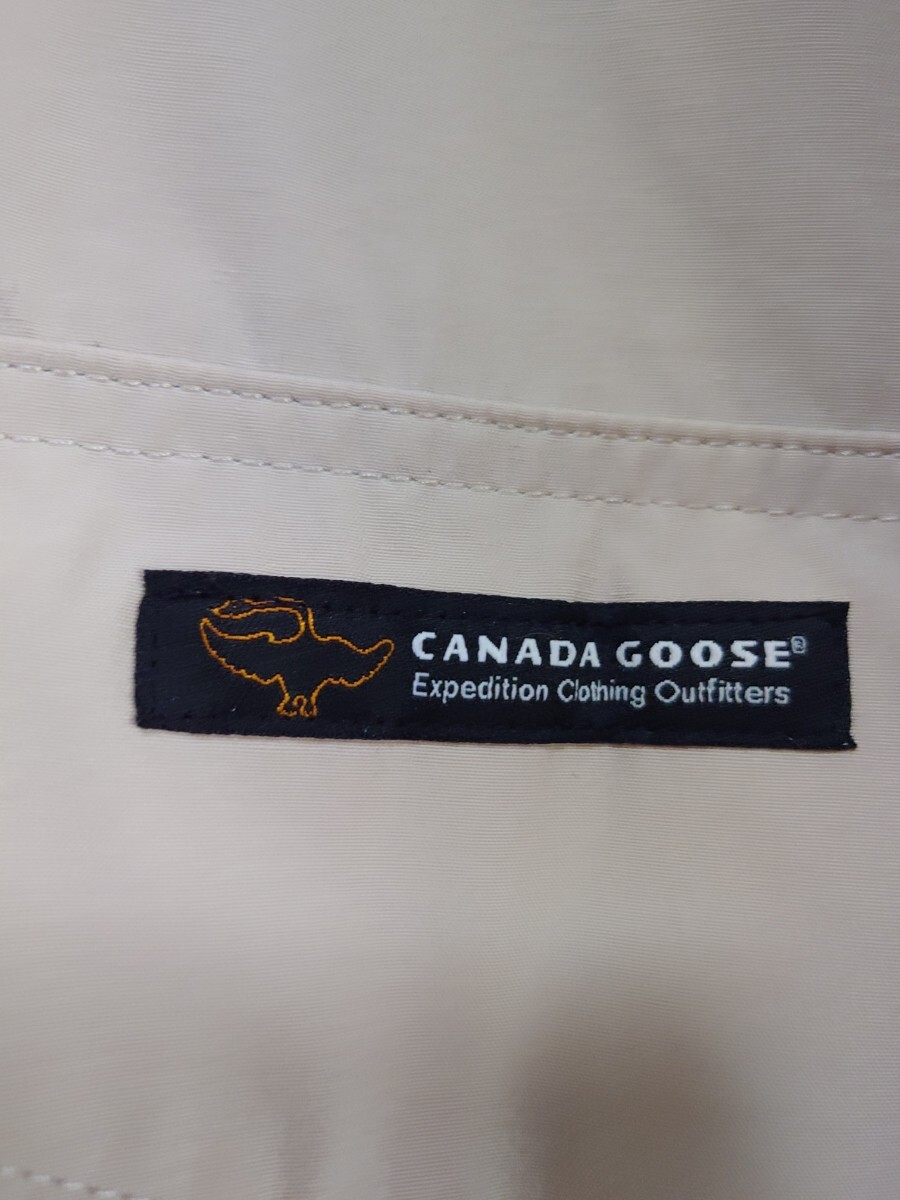 CANADA GOOSE®
Expedition Clothing Outfitters